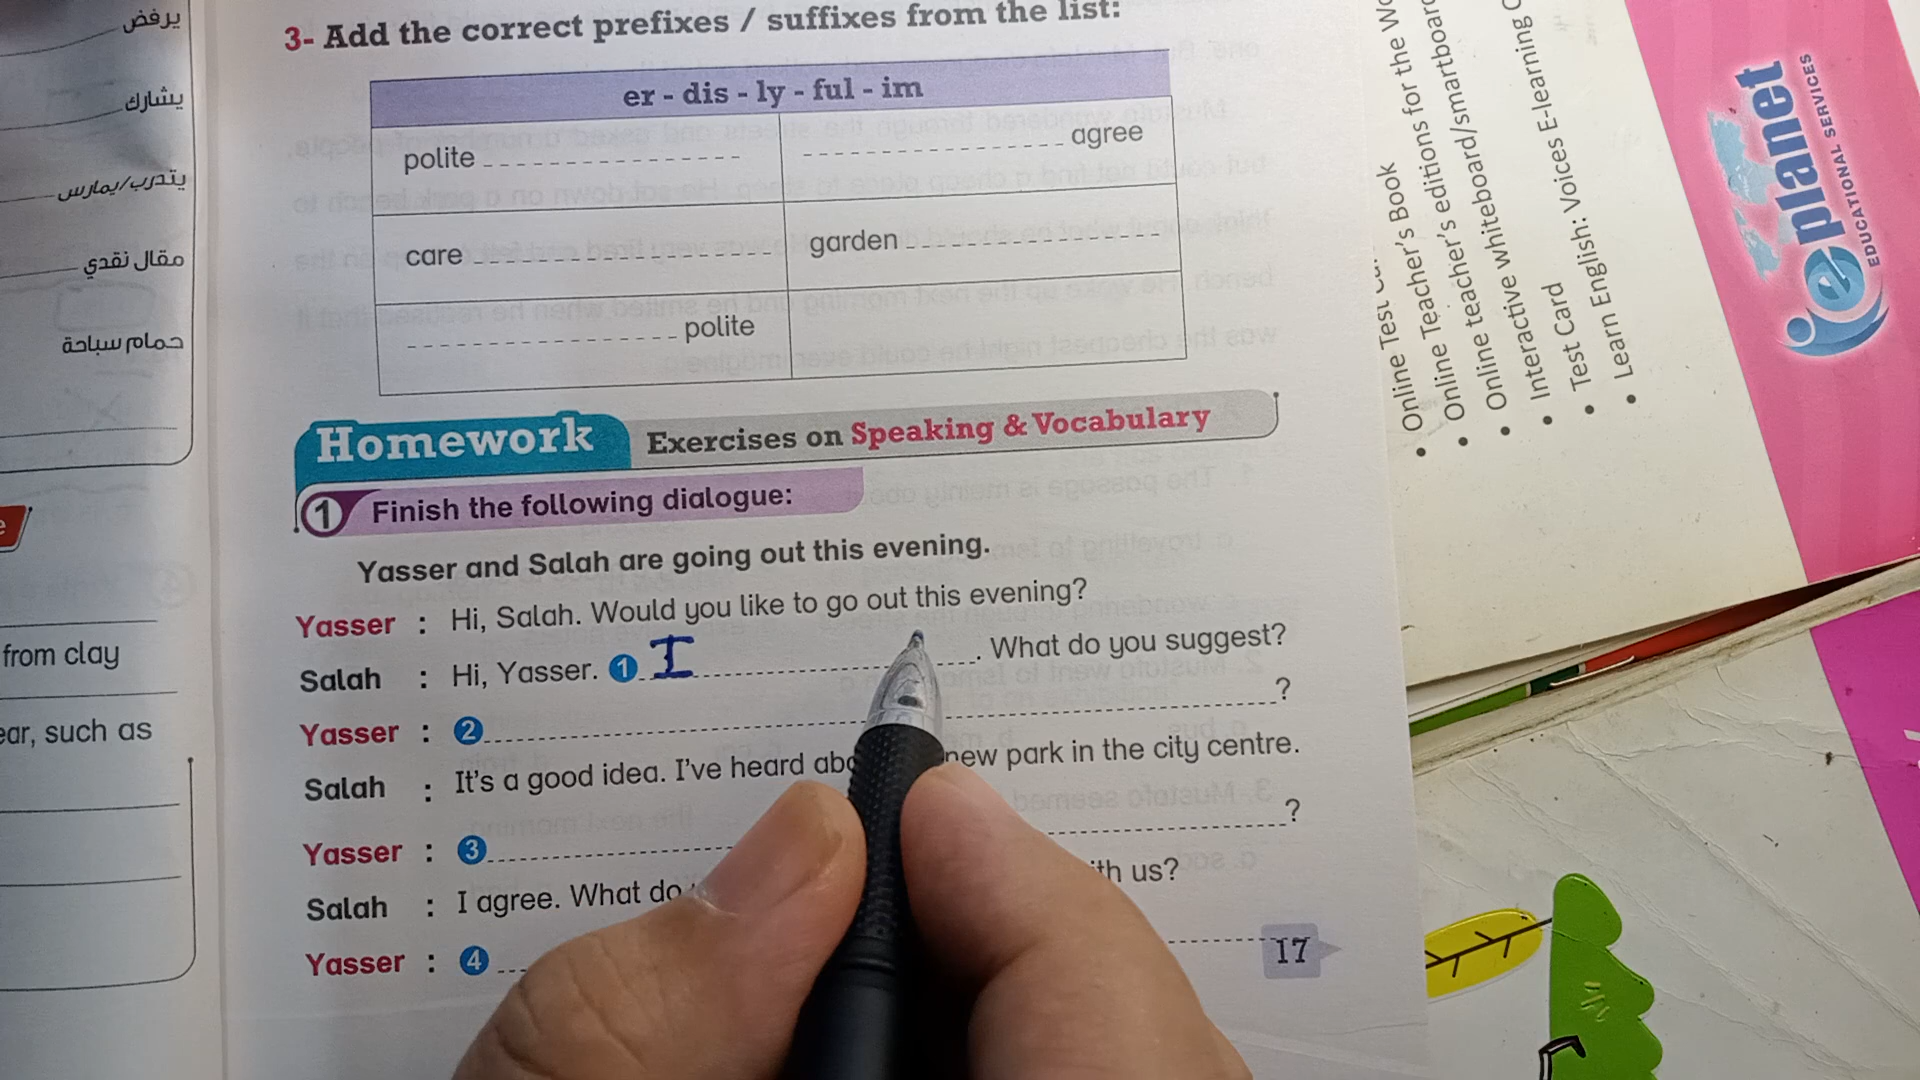 يرفض
يشارك
يتدرب/يمارس
مقال نقدي
حمام سباحة
from clay
ear, such as
3- Add the correct prefixes / suffixes from the list:
er - dis - ly - ful - im
polite
agree
care
garden
polite
Homework Exercises on Speaking & Vocabulary
1 Finish the following dialogue:
Yasser and Salah are going out this evening.
Yasser : Hi, Salah. Would you like to go out this evening?
Salah : Hi, Yasser. 1 I . What do you suggest?
Yasser : 2 ?
Salah : It's a good idea. I've heard new park in the city centre.
Yasser : 3 ?
Salah : I agree. What do us?
Yasser : 4
17
• Online Test
• Online Teacher's Book
• Online teacher's editions for the
• Interactive whiteboard/smartboard
• Test Card
• Learn English: Voices E-learning
eplanet
EDUCATIONAL SERVICES